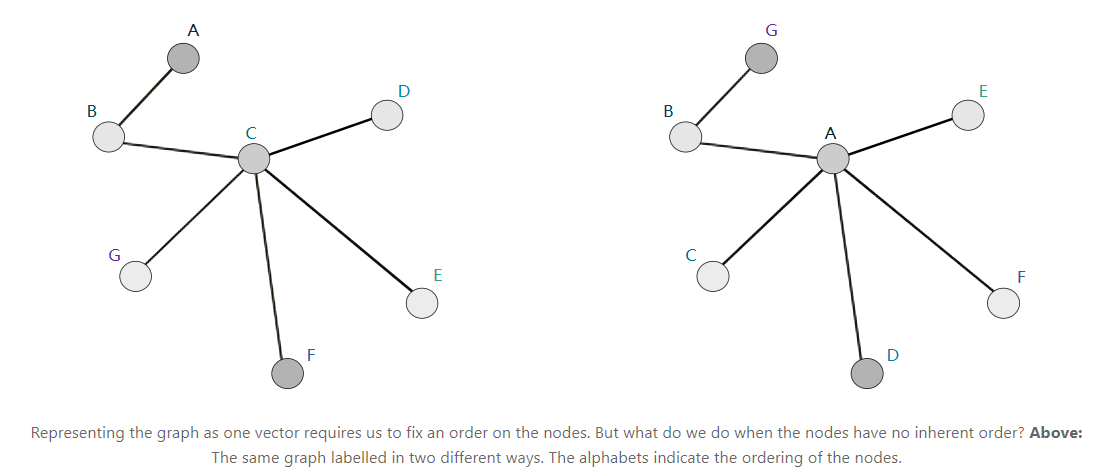 A
G
D
E
B
B
C
A
G
C
E
F
F
D
Representing the graph as one vector requires us to fix an order on the nodes. But what do we do when the nodes have no inherent order? Above:
The same graph labelled in two different ways. The alphabets indicate the ordering of the nodes.